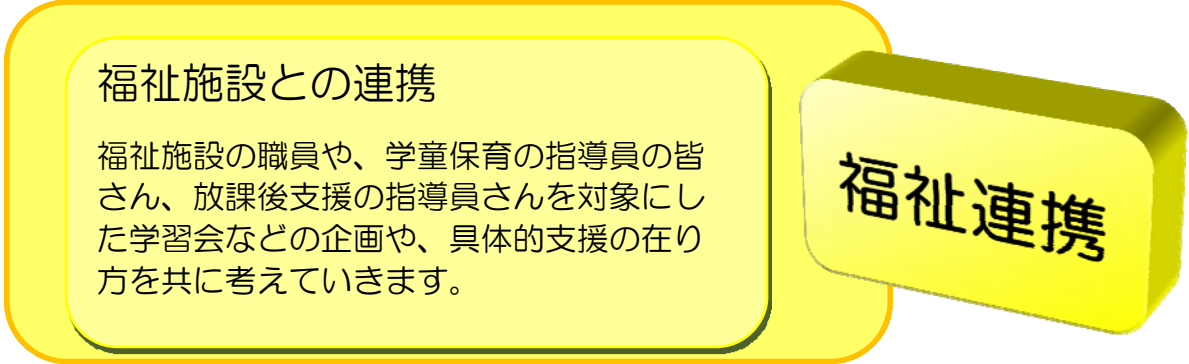 福祉施設との連携
福祉施設の職員や、学童保育の指導員の皆
さん、放課後支援の指導員さんを対象にし
た学習会などの企画や、具体的支援の在り
方を共に考えていきます。
福祉連携